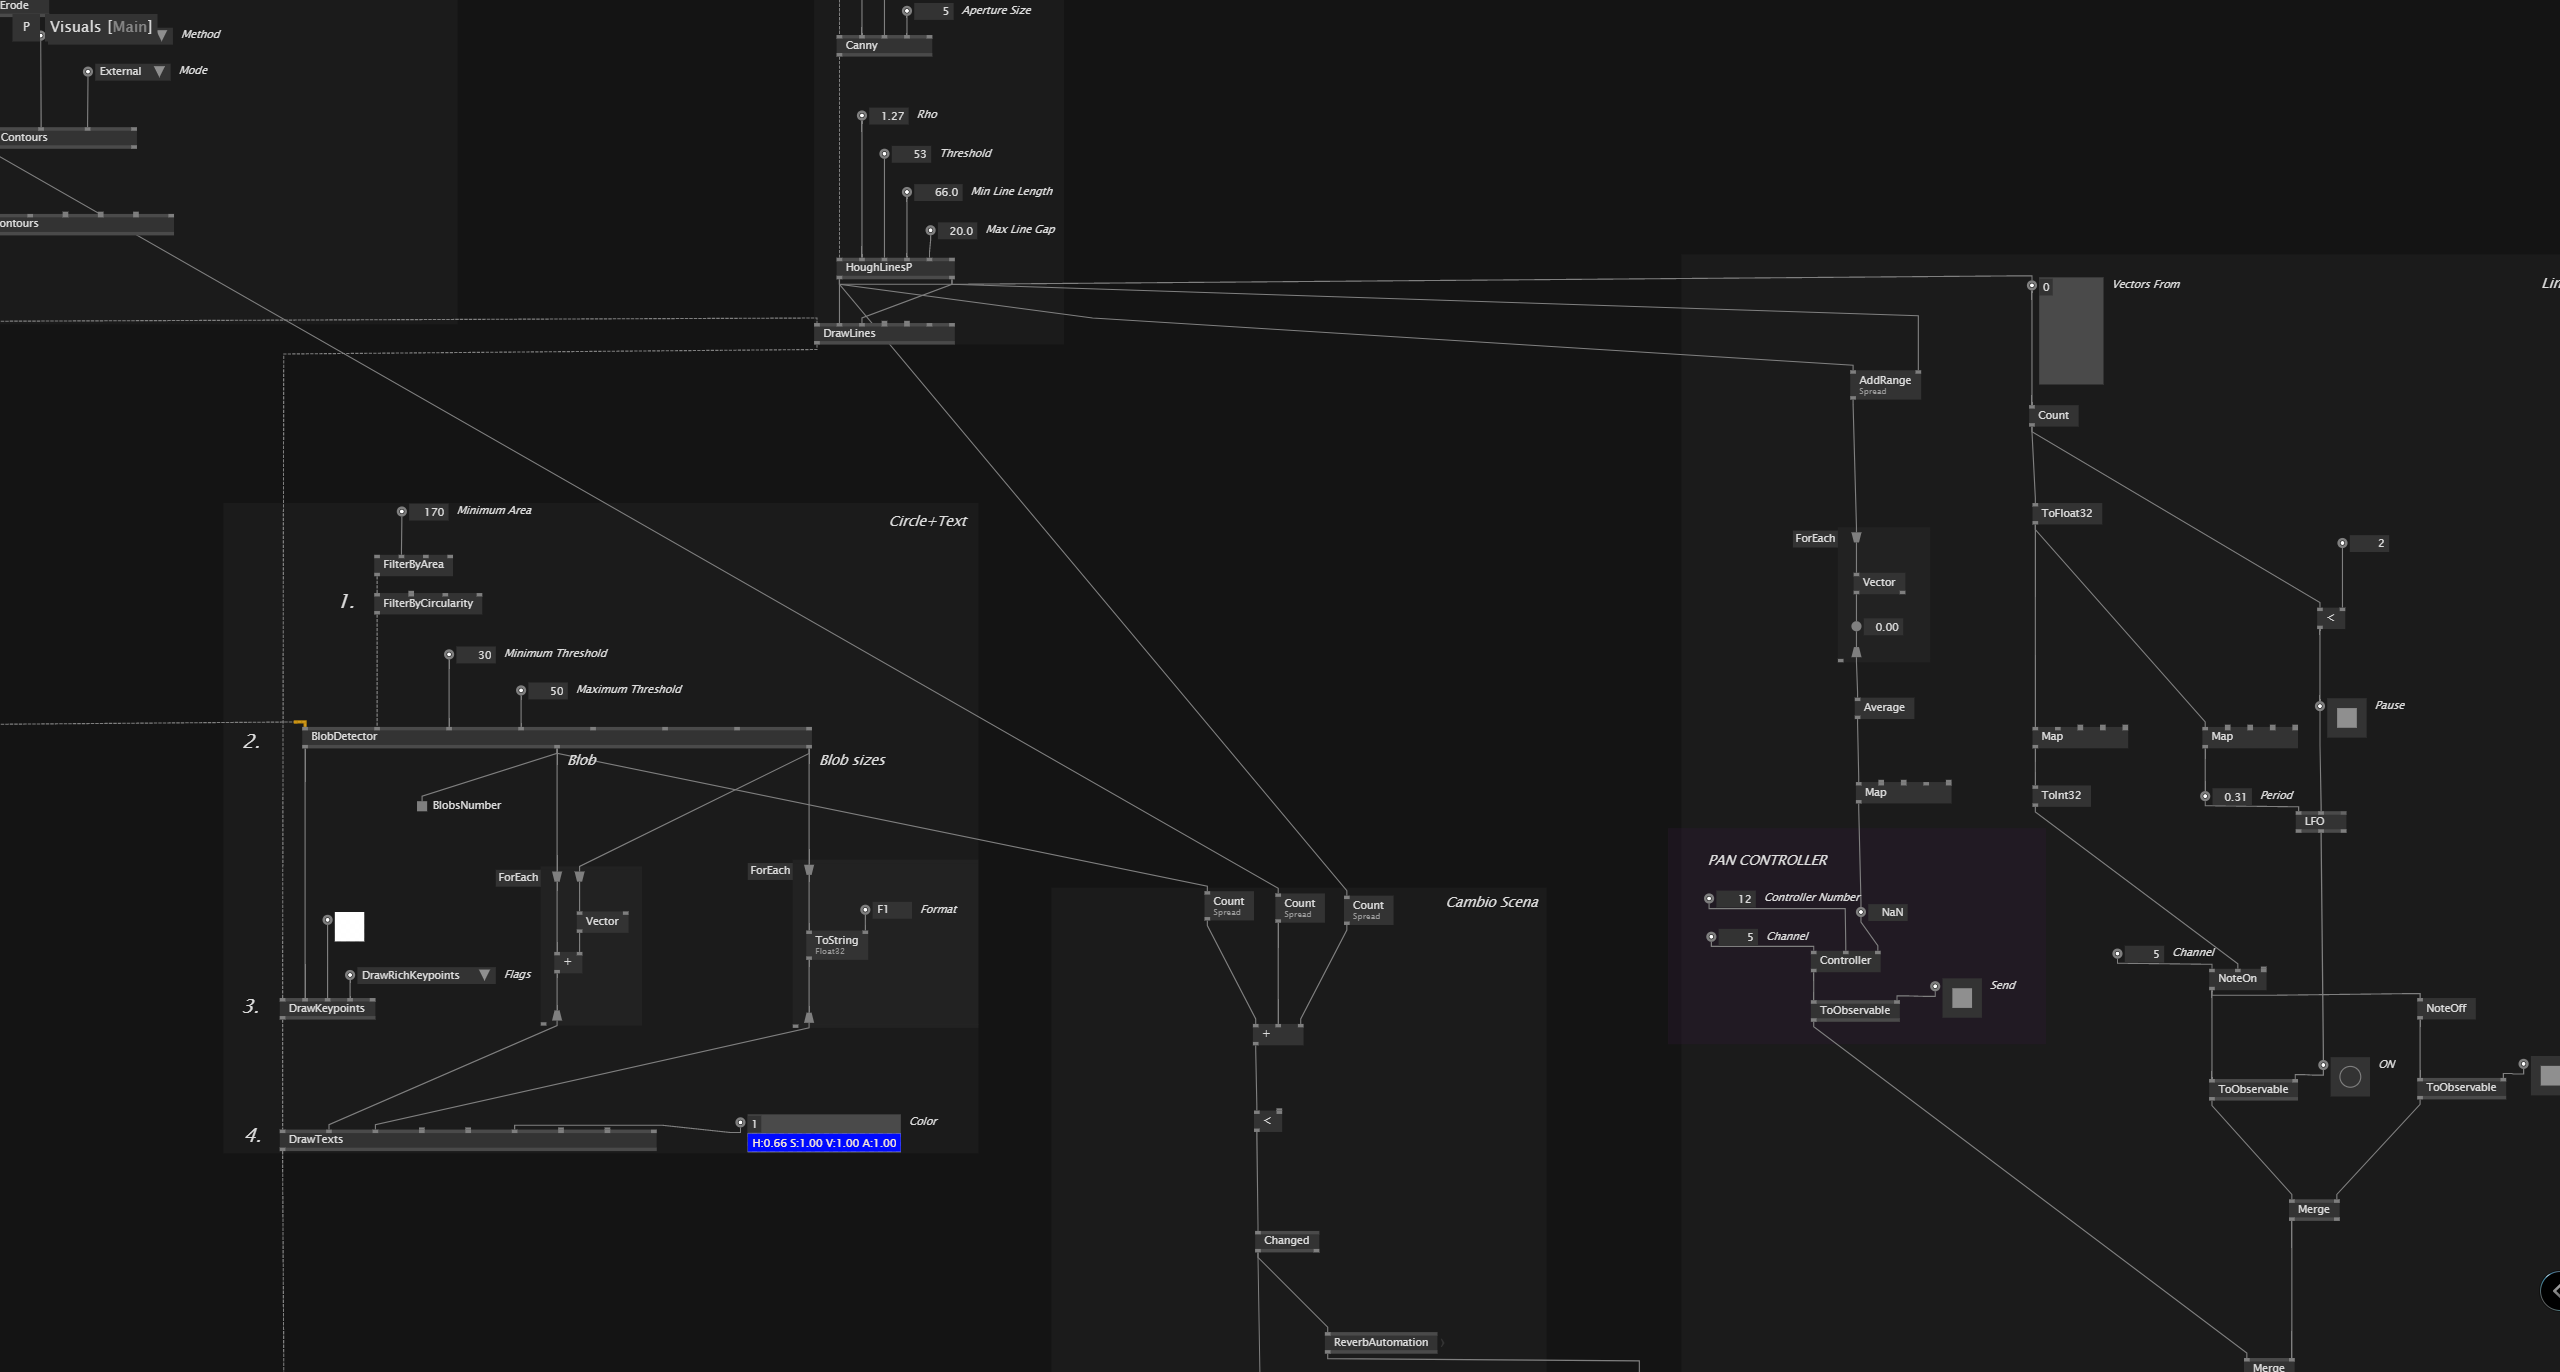 Erode
P
Visuals [Main]
Method
External
Mode
Contours
ontours
5 Aperture Size
Canny
1.27 Rho
53 Threshold
66.0 Min Line Length
20.0 Max Line Gap
HoughLinesP
DrawLines
0
Vectors From
Lin
AddRange
Spread
Count
ToFloat32
ForEach
Vector
0.00
Average
Map
2
<
Pause
Map
Map
ToInt32
0.31 Period
LFO
Circle+Text
170 Minimum Area
FilterByArea
1.
FilterByCircularity
30 Minimum Threshold
50 Maximum Threshold
2.
BlobDetector
Blob
Blob sizes
BlobsNumber
ForEach
Vector
+
ForEach
F1 Format
ToString
Float32
DrawRichKeypoints
Flags
3.
DrawKeypoints
4.
DrawTexts
1
Color
H:0.66 S:1.00 V:1.00 A:1.00
Cambio Scena
Count
Spread
Count
Spread
Count
Spread
+
<
Changed
ReverbAutomation
PAN CONTROLLER
12 Controller Number
NaN
5 Channel
Controller
ToObservable
Send
5 Channel
NoteOn
NoteOff
ToObservable
ON
ToObservable
Merge
Merge